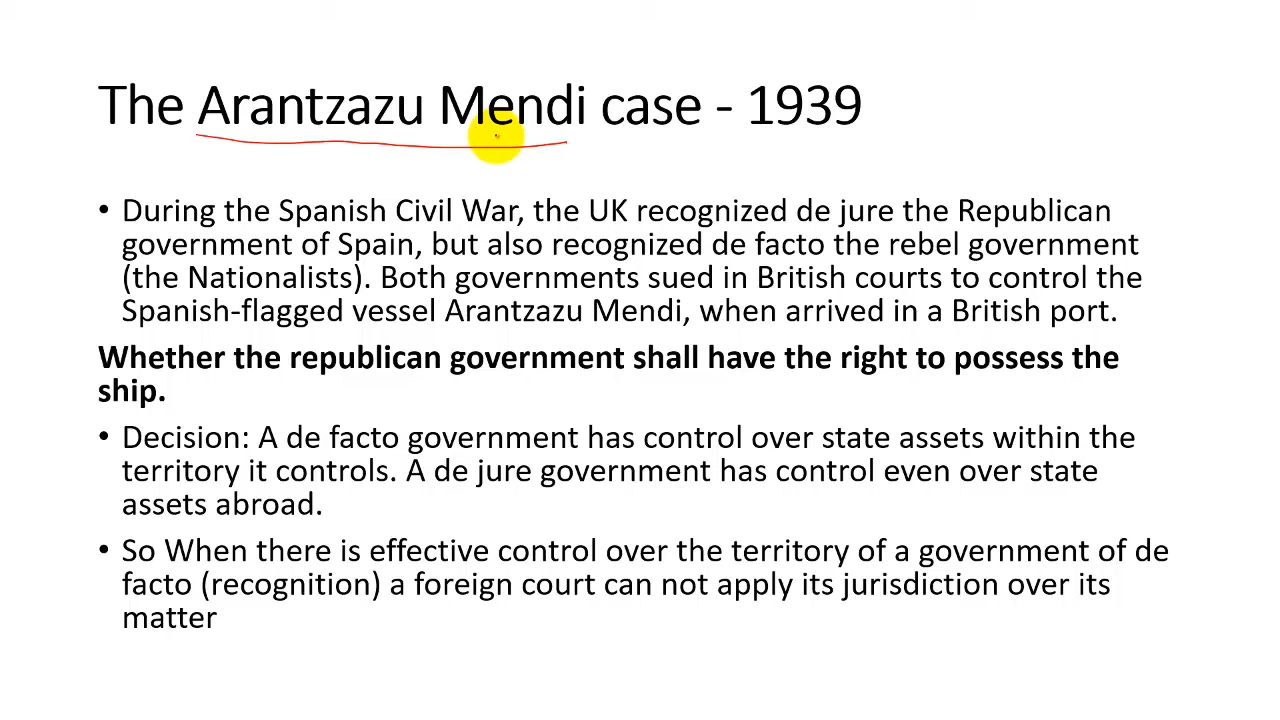 The Arantzazu Mendi case - 1939
• During the Spanish Civil War, the UK recognized de jure the Republican
government of Spain, but also recognized de facto the rebel government
(the Nationalists). Both governments sued in British courts to control the
Spanish-flagged vessel Arantzazu Mendi, when arrived in a British port.
Whether the republican government shall have the right to possess the
ship.
• Decision: A de facto government has control over state assets within the
territory it controls. A de jure government has control even over state
assets abroad.
• So When there is effective control over the territory of a government of de
facto (recognition) a foreign court can not apply its jurisdiction over its
matter